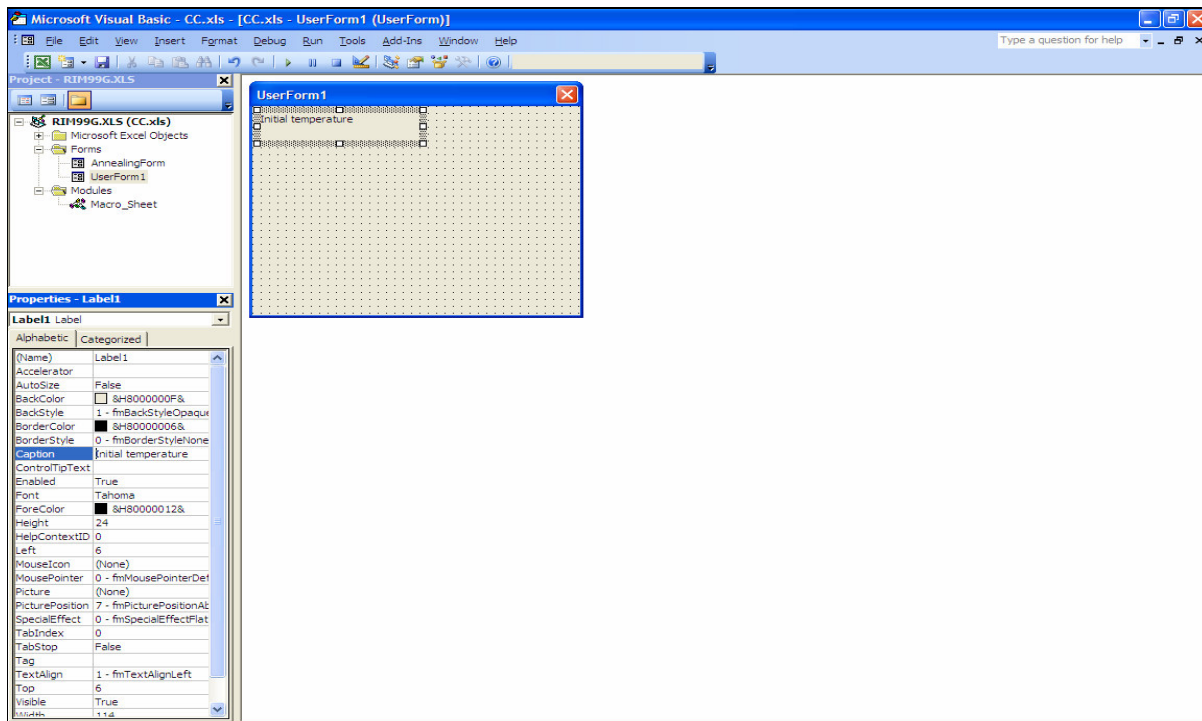 Microsoft Visual Basic - CC.xls - [CC.xls - UserForm1 (UserForm)]
File Edit View Insert Format Debug Run Tools Add-Ins Window Help
Type a question for help
Project - RIM99G.XLS
RIM99G.XLS (CC.xls)
Microsoft Excel Objects
Forms
AnnealingForm
UserForm1
Modules
Macro_Sheet
UserForm1
Initial temperature
Properties - Label1
Label1 Label
Alphabetic Categorized
(Name) Label1
Accelerator
AutoSize False
BackColor &H8000000F&
BackStyle 1 - fmBackStyleOpaque
BorderColor &H80000006&
BorderStyle 0 - fmBorderStyleNone
Caption Initial temperature
ControlTipText
Enabled True
Font Tahoma
ForeColor &H80000012&
Height 24
HelpContextID 0
Left 6
MouseIcon (None)
MousePointer 0 - fmMousePointerDef
Picture (None)
PicturePosition 7 - fmPicturePositionAb
SpecialEffect 0 - fmSpecialEffectFlat
TabIndex 0
TabStop False
Tag
TextAlign 1 - fmTextAlignLeft
Top 6
Visible True
Width 114